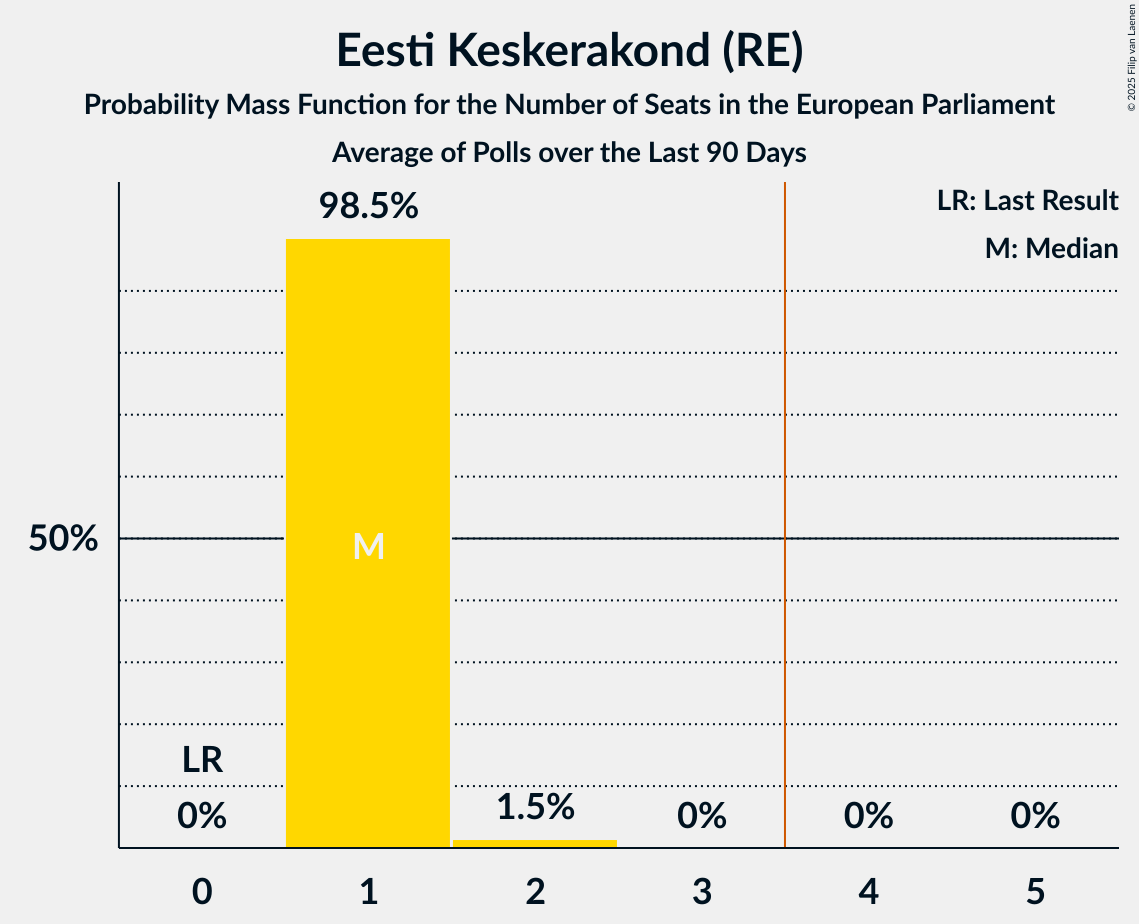 Eesti Keskerakond (RE)
Probability Mass Function for the Number of Seats in the European Parliament
Average of Polls over the Last 90 Days
© 2025 Filip van Laenen
LR: Last Result
M: Median
98.5%
50%
M
LR
0%
1.5%
0%
0%
0%
0 1 2 3 4 5